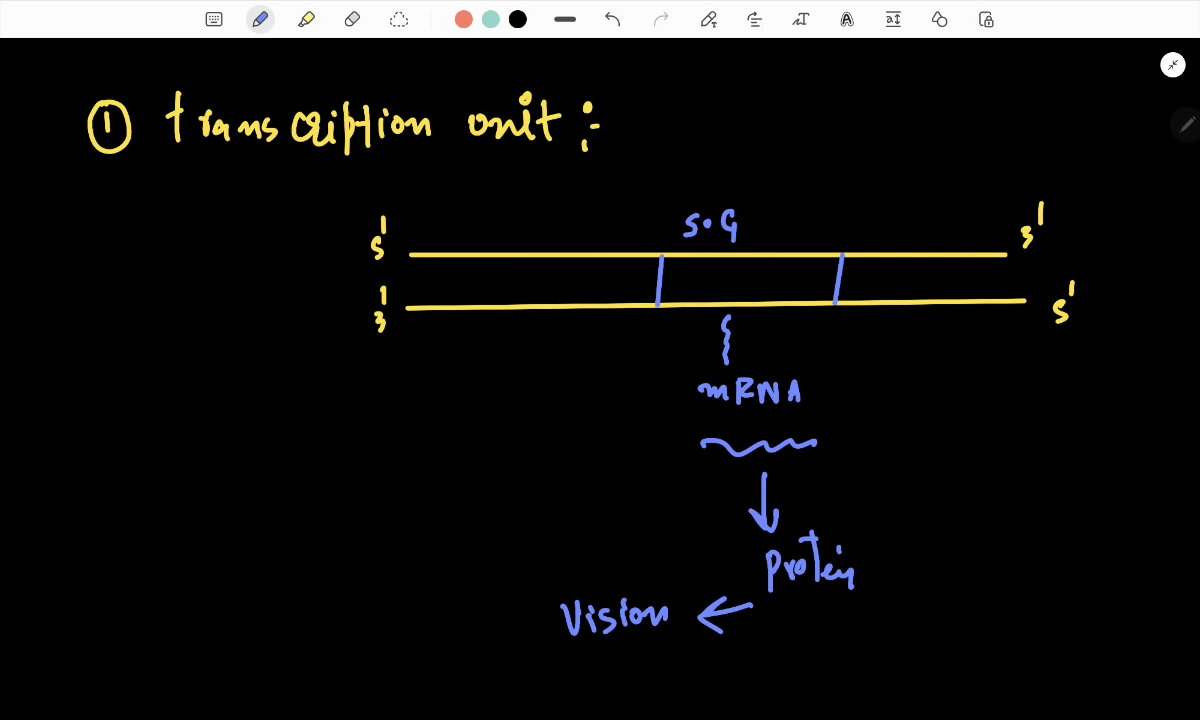 ① transcription unit :-
S.G
5' 3'
3' 5'
mRNA
Protein
Vision